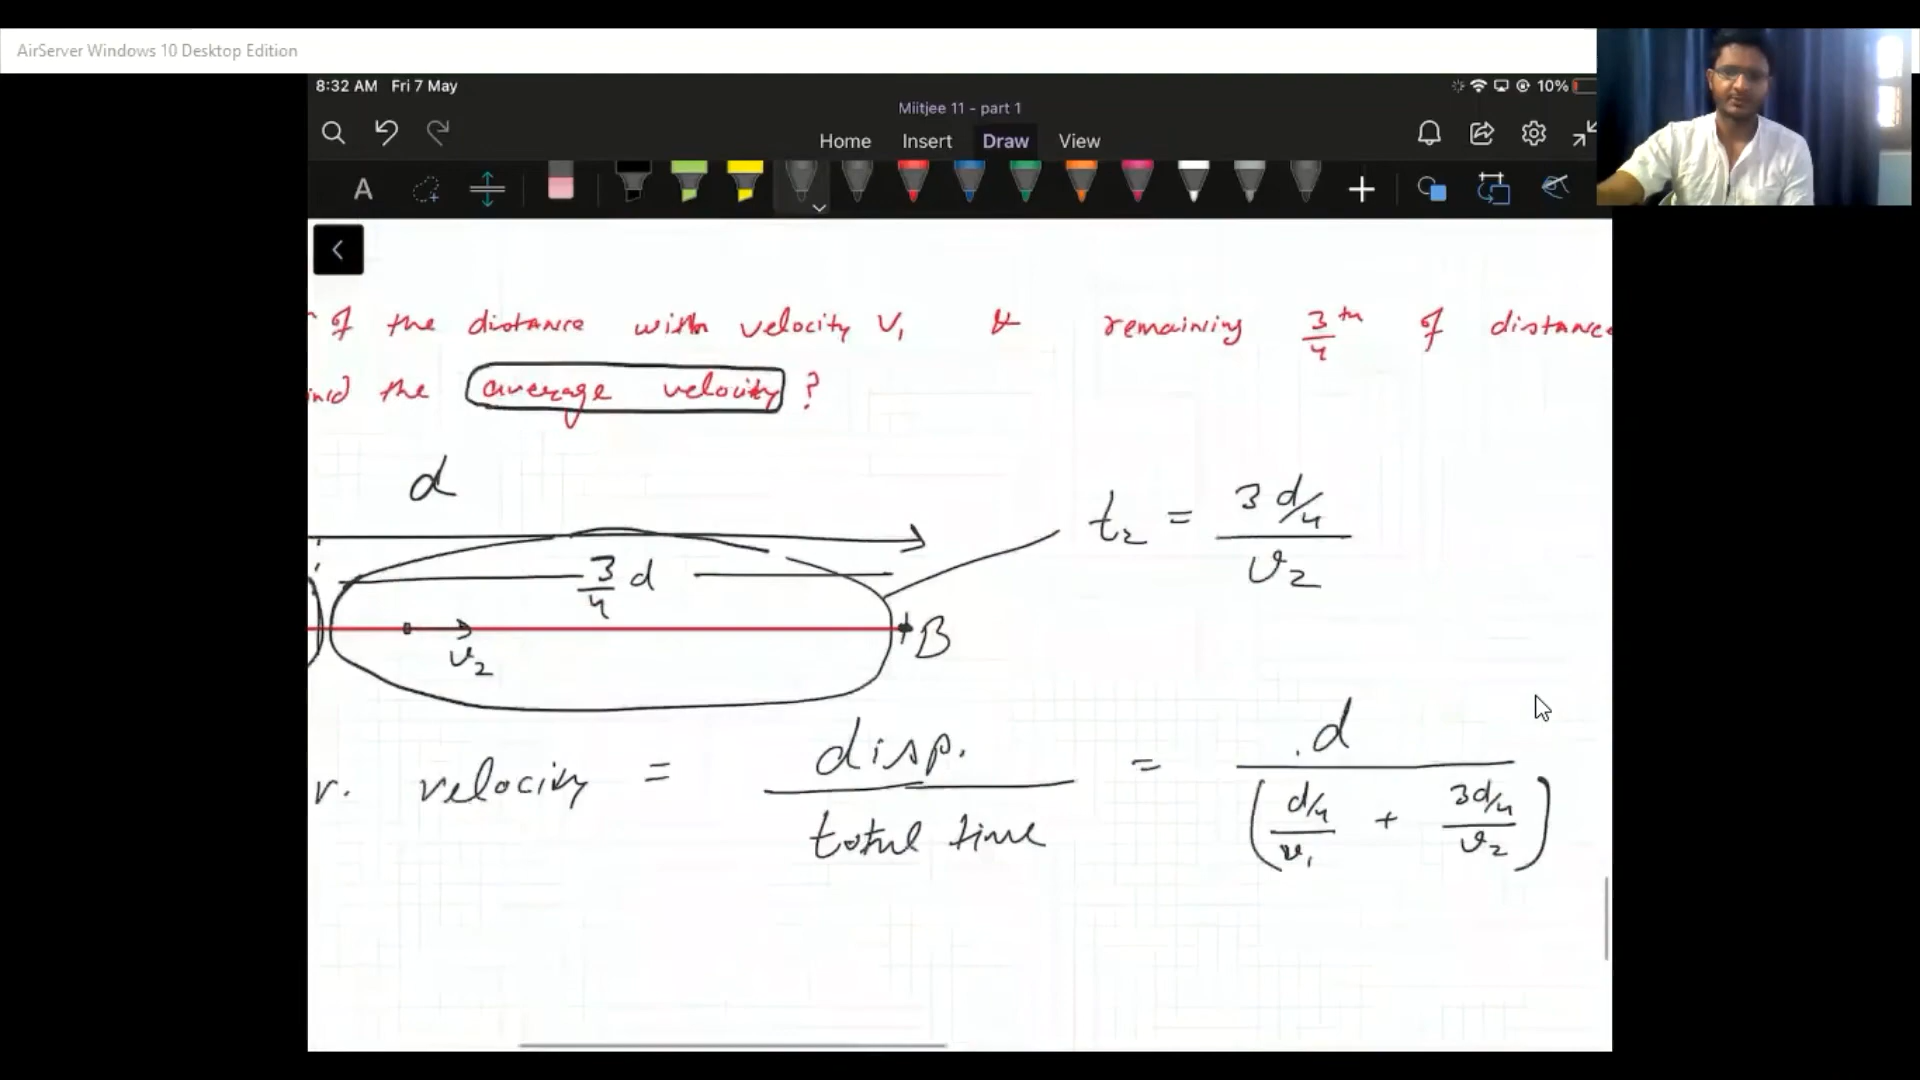 AirServer Windows 10 Desktop Edition
8:32 AM Fri 7 May
10%
Miitjee 11 - part 1
Home Insert Draw View
A
of the distance with velocity V₁ & remaining 3/4 th of distance
the average velocity ?
d
t₂ = 3d/4 / v₂
3/4 d
v₂
B
r. velocity = disp. / total time = d / ( d/4 / v₁ + 3d/4 / v₂ )